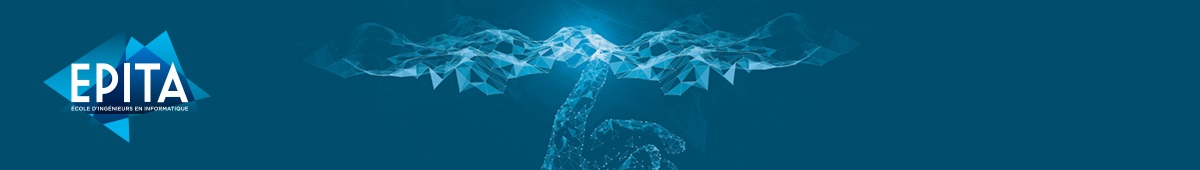 EPITA
ÉCOLE D'INGÉNIEURS EN INFORMATIQUE